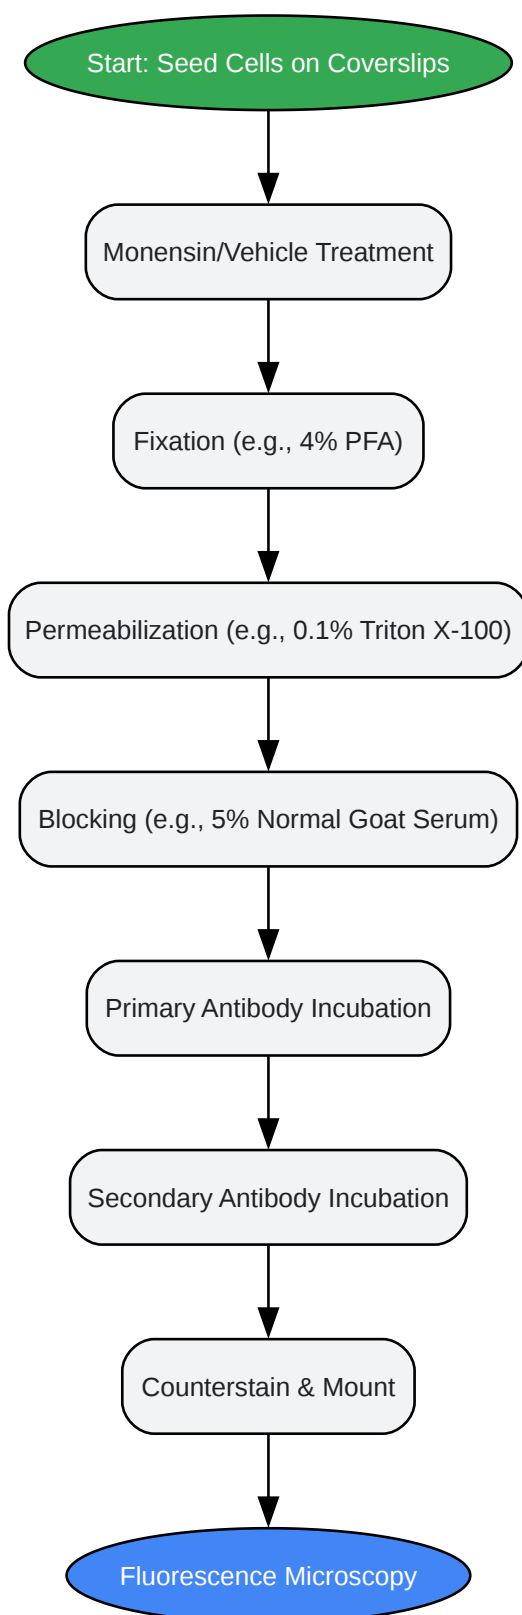 Start: Seed Cells on Coverslips
Monensin/Vehicle Treatment
Fixation (e.g., 4% PFA)
Permeabilization (e.g., 0.1% Triton X-100)
Blocking (e.g., 5% Normal Goat Serum)
Primary Antibody Incubation
Secondary Antibody Incubation
Counterstain & Mount
Fluorescence Microscopy